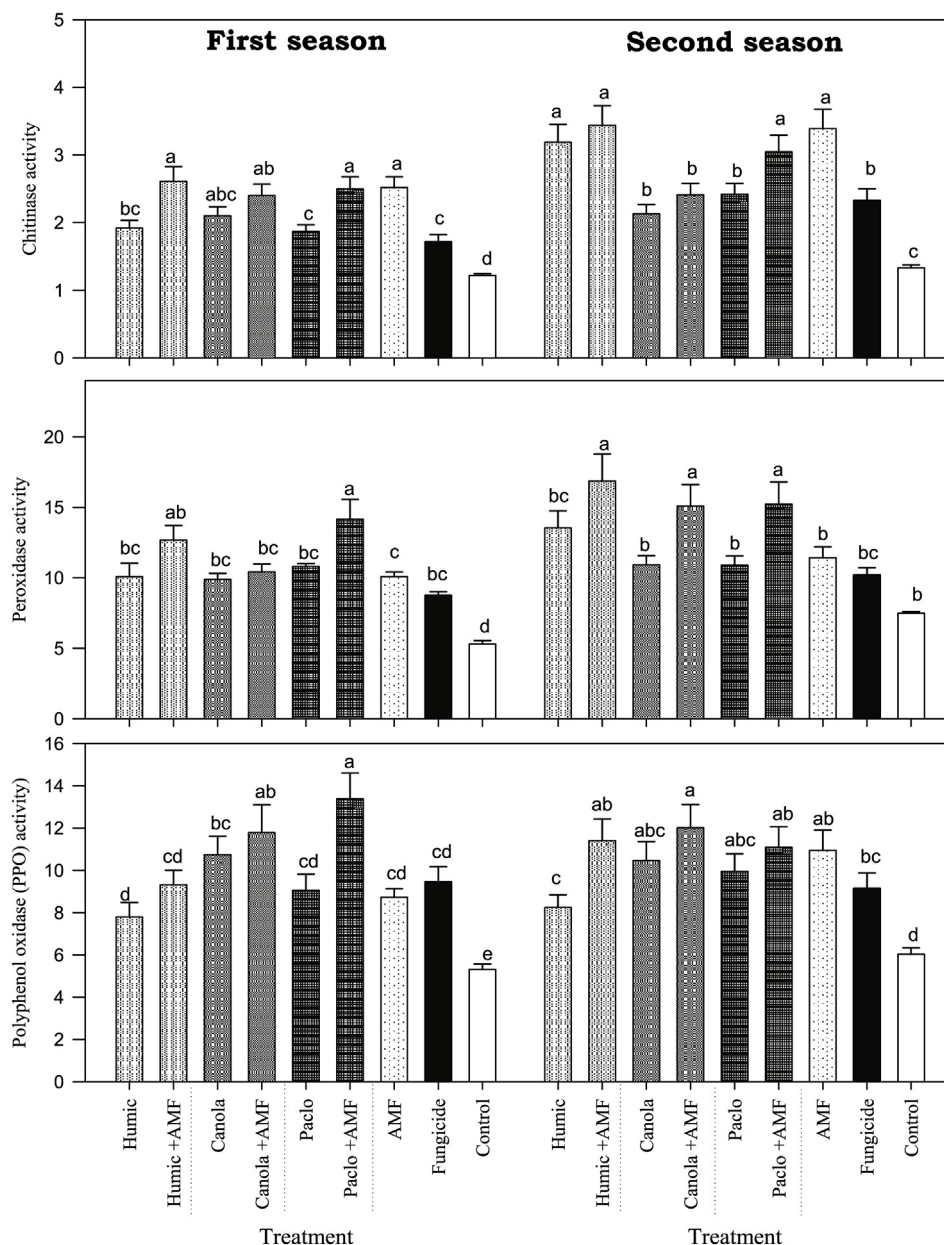 First season
Second season
Chitinase activity
5
4
3
2
1
0
bc a abc ab c a a c d
a a b b b a a b c
Peroxidase activity
20
15
10
5
0
bc ab bc bc bc a c bc d
bc a b a b a b bc b
Polyphenol oxidase (PPO) activity
16
14
12
10
8
6
4
2
0
d cd bc ab cd a cd cd e
c ab abc a abc ab ab bc d
Humic
Humic +AMF
Canola
Canola +AMF
Paclo
Paclo +AMF
AMF
Fungicide
Control
Humic
Humic +AMF
Canola
Canola +AMF
Paclo
Paclo +AMF
AMF
Fungicide
Control
Treatment
Treatment